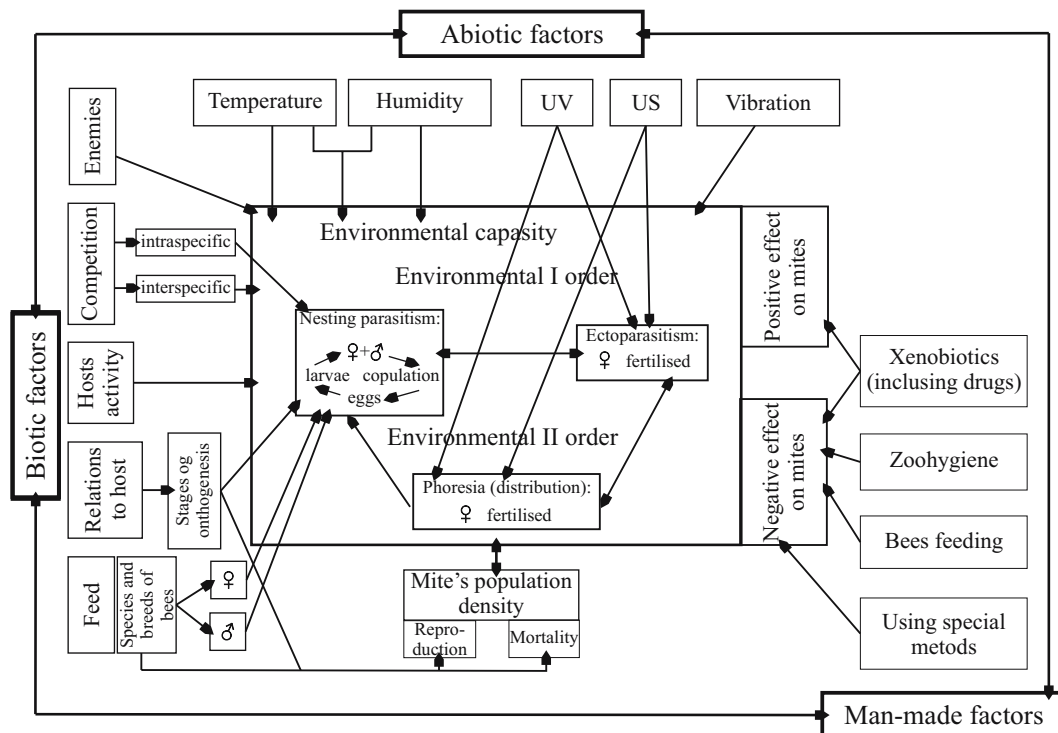 Abiotic factors
Temperature
Humidity
UV
US
Vibration
Enemies
Competition
intraspecific
interspecific
Hosts
activity
Relations
to host
Stages og
onthogenesis
Feed
Species and
breeds of
bees
♀
♂
Biotic factors
Environmental capasity
Environmental I order
Nesting parasitism:
♀+♂
larvae copulation
eggs
Ectoparasitism:
♀ fertilised
Environmental II order
Phoresia (distribution):
♀ fertilised
Mite's population
density
Repro-
duction
Mortality
Positive effect
on mites
Negative effect
on mites
Xenobiotics
(inclusing drugs)
Zoohygiene
Bees feeding
Using special
metods
Man-made factors